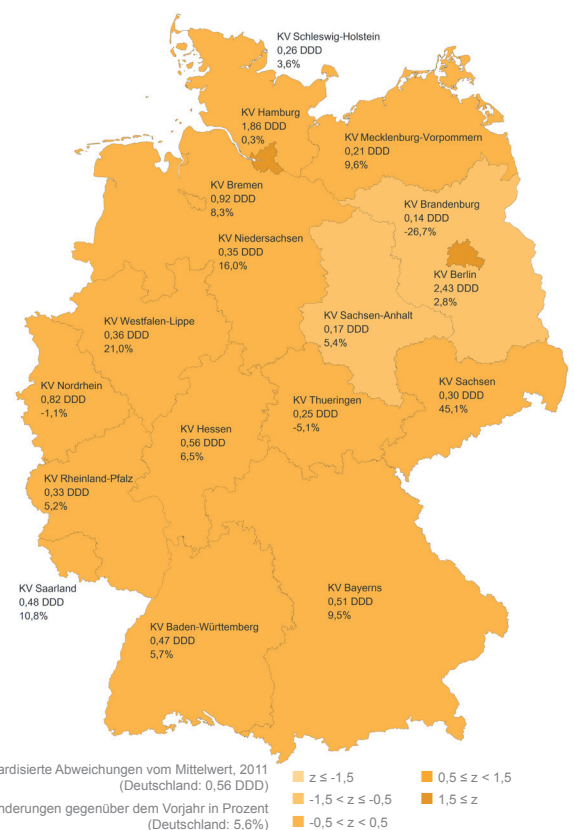 KV Schleswig-Holstein
0,26 DDD
3,6%
KV Hamburg
1,86 DDD
0,3%
KV Mecklenburg-Vorpommern
0,21 DDD
9,6%
KV Bremen
0,92 DDD
8,3%
KV Brandenburg
0,14 DDD
-26,7%
KV Niedersachsen
0,35 DDD
16,0%
KV Berlin
2,43 DDD
2,8%
KV Sachsen-Anhalt
0,17 DDD
5,4%
KV Westfalen-Lippe
0,36 DDD
21,0%
KV Nordrhein
0,82 DDD
-1,1%
KV Sachsen
0,30 DDD
45,1%
KV Thueringen
0,25 DDD
-5,1%
KV Hessen
0,56 DDD
6,5%
KV Rheinland-Pfalz
0,33 DDD
5,2%
KV Saarland
0,48 DDD
10,8%
KV Bayerns
0,51 DDD
9,5%
KV Baden-Württemberg
0,47 DDD
5,7%
ardisierte Abweichungen vom Mittelwert, 2011
(Deutschland: 0,56 DDD)
nderungen gegenüber dem Vorjahr in Prozent
(Deutschland: 5,6%)
z ≤ -1,5
-1,5 < z ≤ -0,5
-0,5 < z < 0,5
0,5 ≤ z < 1,5
1,5 ≤ z